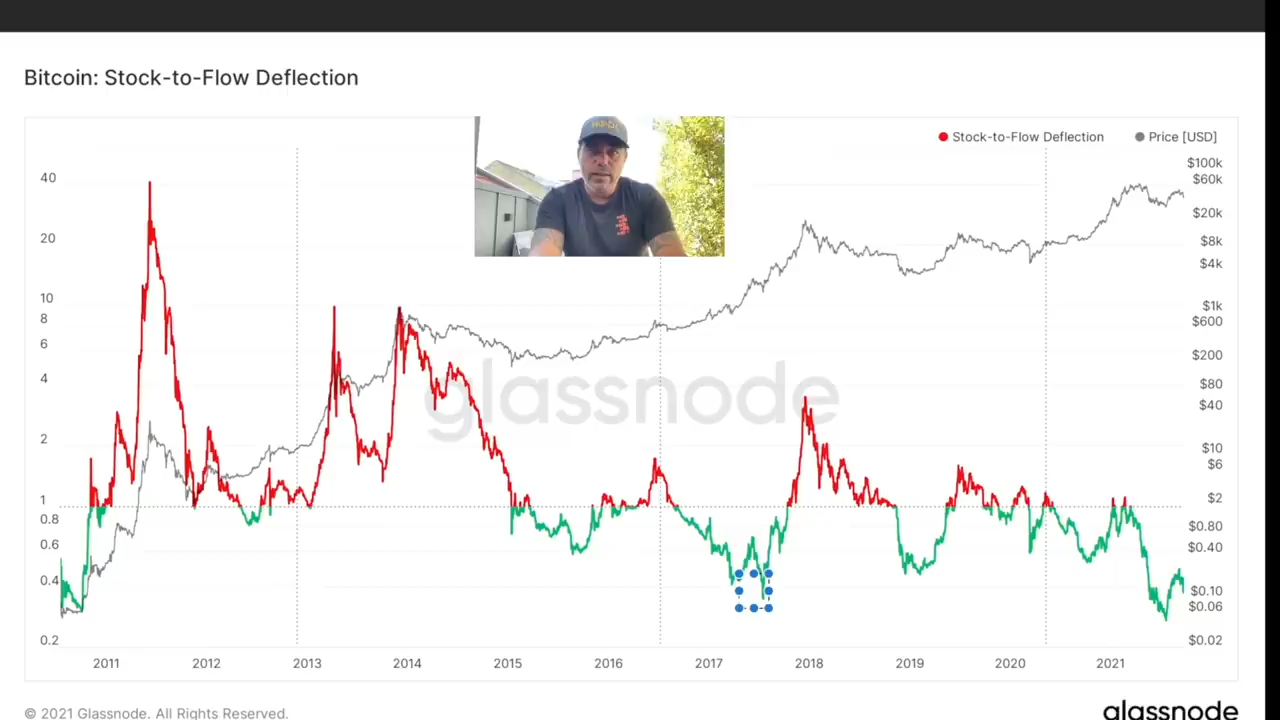 Bitcoin: Stock-to-Flow Deflection
Stock-to-Flow Deflection
Price [USD]
40
20
10
8
6
4
2
1
0.8
0.6
0.4
0.2
$100k
$60k
$20k
$8k
$4k
$1k
$600
$200
$80
$40
$10
$6
$2
$0.80
$0.40
$0.10
$0.06
$0.02
glassnode
2011 2012 2013 2014 2015 2016 2017 2018 2019 2020 2021
© 2021 Glassnode. All Rights Reserved.
glassnode